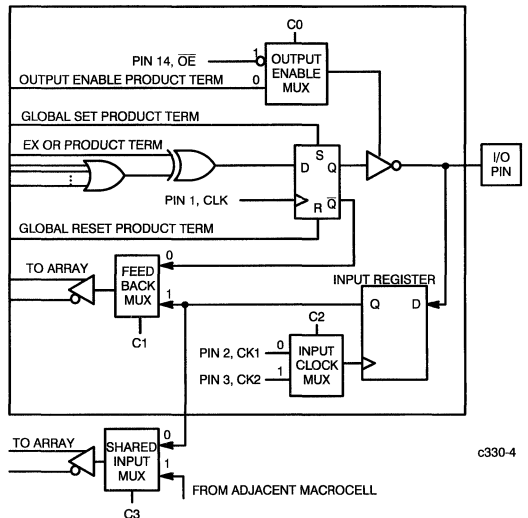 C0
PIN 14, OE
1
OUTPUT ENABLE MUX
OUTPUT ENABLE PRODUCT TERM
0
GLOBAL SET PRODUCT TERM
EX OR PRODUCT TERM
S
D
Q
I/O PIN
PIN 1, CLK
R
Q
GLOBAL RESET PRODUCT TERM
TO ARRAY
FEED BACK MUX
0
1
C1
INPUT REGISTER
Q
D
C2
PIN 2, CK1
0
INPUT CLOCK MUX
PIN 3, CK2
1
TO ARRAY
SHARED INPUT MUX
0
1
FROM ADJACENT MACROCELL
C3
c330-4